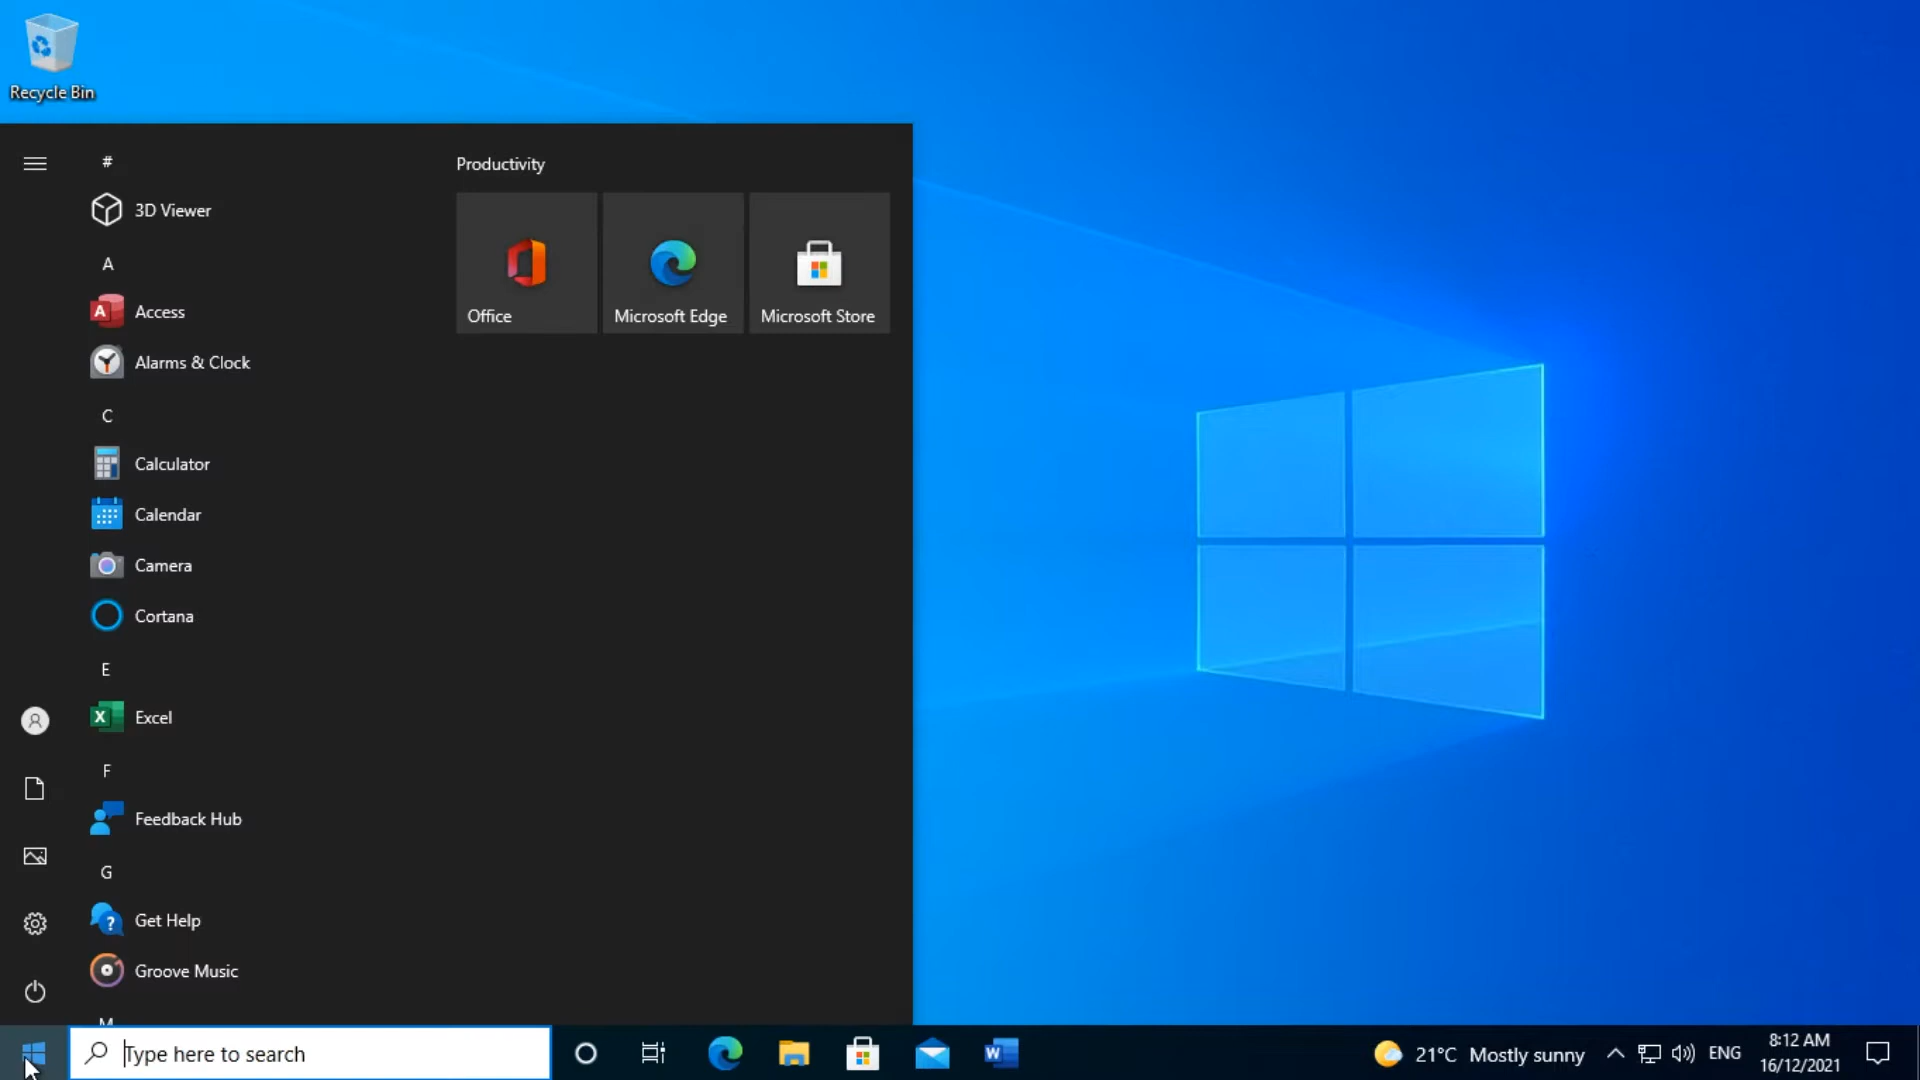 Recycle Bin
#
3D Viewer
A
Access
Alarms & Clock
C
Calculator
Calendar
Camera
Cortana
E
Excel
F
Feedback Hub
G
Get Help
Groove Music
M
Productivity
Office
Microsoft Edge
Microsoft Store
Type here to search
21°C Mostly sunny
ENG
8:12 AM
16/12/2021